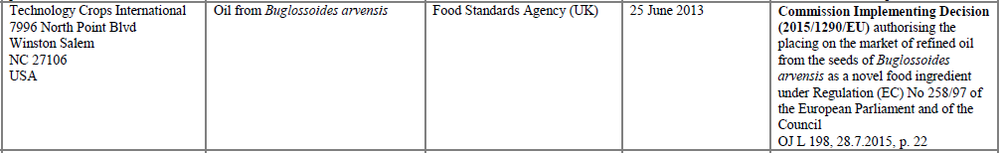 Technology Crops International
7996 North Point Blvd
Winston Salem
NC 27106
USA
Oil from Buglossoides arvensis
Food Standards Agency (UK)
25 June 2013
Commission Implementing Decision
(2015/1290/EU) authorising the
placing on the market of refined oil
from the seeds of Buglossoides
arvensis as a novel food ingredient
under Regulation (EC) No 258/97 of
the European Parliament and of the
Council
OJ L 198, 28.7.2015, p. 22